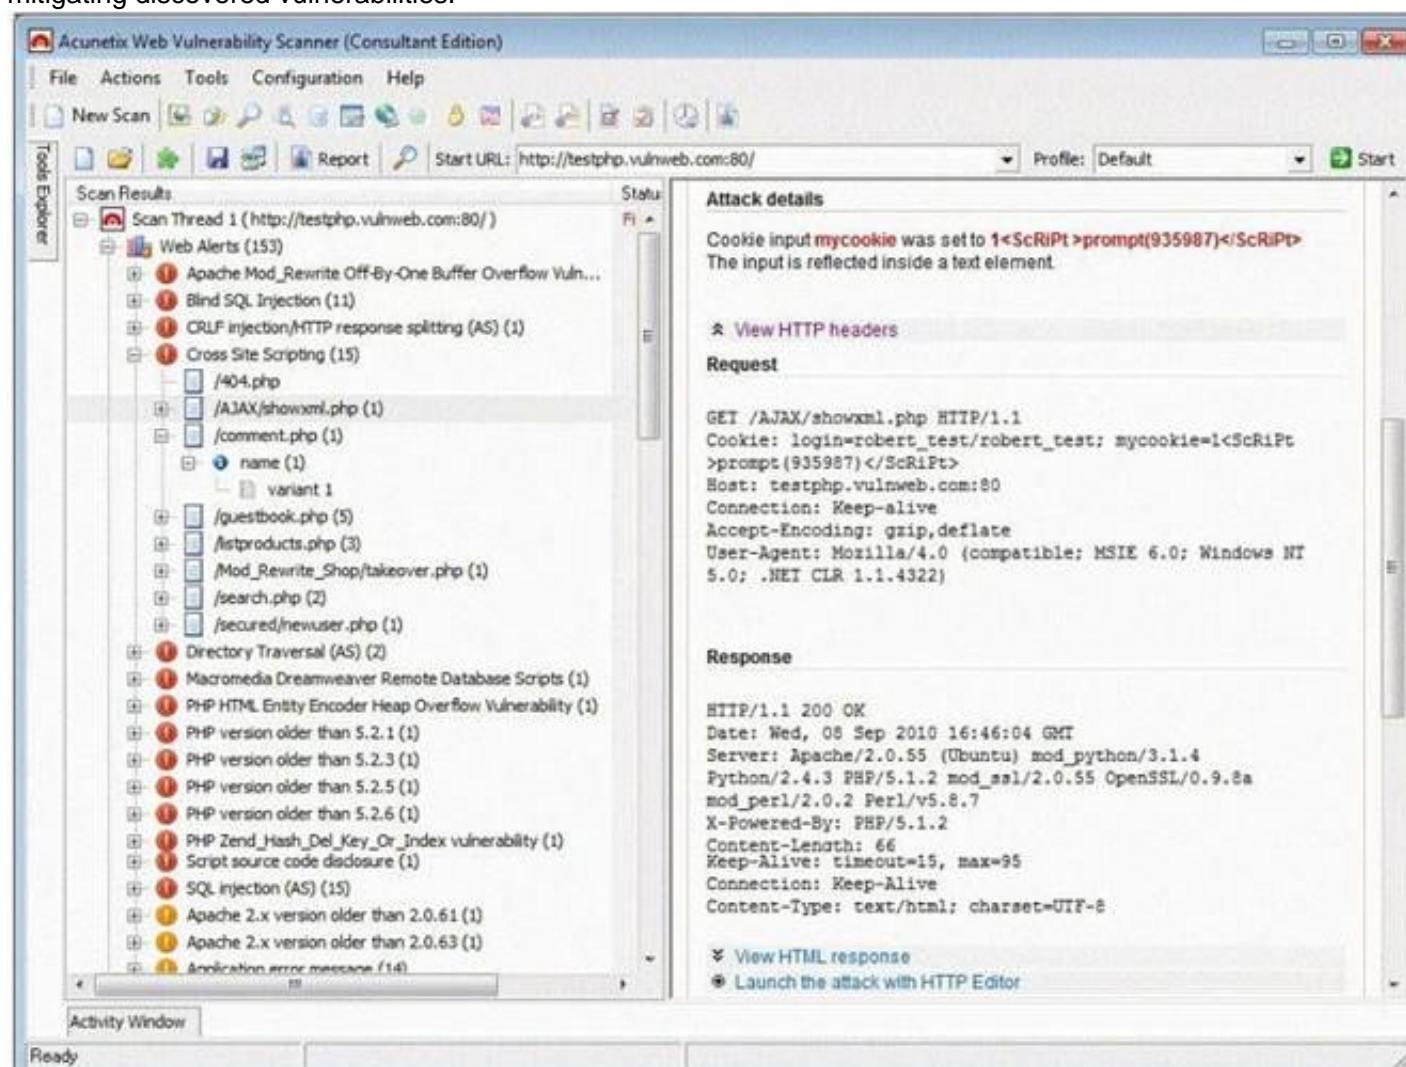 mitigating discovered vulnerabilities.
Acunetix Web Vulnerability Scanner (Consultant Edition)
File Actions Tools Configuration Help
New Scan
Report Start URL: http://testphp.vulnweb.com:80/ Profile: Default Start
Tools Explorer
Scan Results Statu
Scan Thread 1 ( http://testphp.vulnweb.com:80/ ) Fi
Web Alerts (153)
Apache Mod_Rewrite Off-By-One Buffer Overflow Vuln...
Blind SQL Injection (11)
CRLF injection/HTTP response splitting (AS) (1)
Cross Site Scripting (15)
/404.php
/AJAX/showxml.php (1)
/comment.php (1)
name (1)
variant 1
/guestbook.php (5)
/listproducts.php (3)
/Mod_Rewrite_Shop/takeover.php (1)
/search.php (2)
/secured/newuser.php (1)
Directory Traversal (AS) (2)
Macromedia Dreamweaver Remote Database Scripts (1)
PHP HTML Entity Encoder Heap Overflow Vulnerability (1)
PHP version older than 5.2.1 (1)
PHP version older than 5.2.3 (1)
PHP version older than 5.2.5 (1)
PHP version older than 5.2.6 (1)
PHP Zend_Hash_Del_Key_Or_Index vulnerability (1)
Script source code disclosure (1)
SQL injection (AS) (15)
Apache 2.x version older than 2.0.61 (1)
Apache 2.x version older than 2.0.63 (1)
Application error message (14)
Attack details
Cookie input mycookie was set to 1<ScRiPt >prompt(935987)</ScRiPt>
The input is reflected inside a text element.
View HTTP headers
Request
GET /AJAX/showxml.php HTTP/1.1
Cookie: login=robert_test/robert_test; mycookie=1<ScRiPt
>prompt(935987)</ScRiPt>
Host: testphp.vulnweb.com:80
Connection: Keep-alive
Accept-Encoding: gzip,deflate
User-Agent: Mozilla/4.0 (compatible; MSIE 6.0; Windows NT
5.0; .NET CLR 1.1.4322)
Response
HTTP/1.1 200 OK
Date: Wed, 08 Sep 2010 16:46:04 GMT
Server: Apache/2.0.55 (Ubuntu) mod_python/3.1.4
Python/2.4.3 PHP/5.1.2 mod_ssl/2.0.55 OpenSSL/0.9.8a
mod_perl/2.0.2 Perl/v5.8.7
X-Powered-By: PHP/5.1.2
Content-Length: 66
Keep-Alive: timeout=15, max=95
Connection: Keep-Alive
Content-Type: text/html; charset=UTF-8
View HTML response
Launch the attack with HTTP Editor
Activity Window
Ready